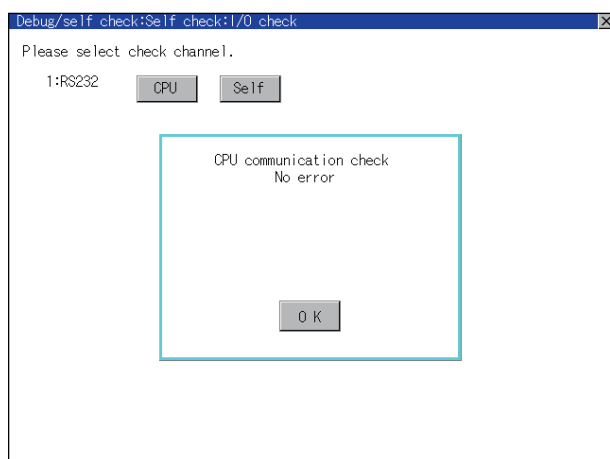 Debug/self check:Self check:I/O check
Please select check channel.
1:RS232 CPU Self
CPU communication check
No error
O K